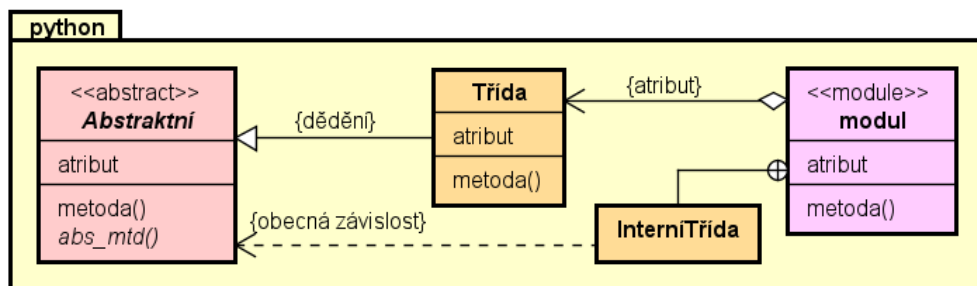 python
<<abstract>>
Abstraktní
atribut
metoda()
abs_mtd()
{dědění}
{obecná závislost}
Třída
atribut
metoda()
{atribut}
InterníTřída
<<module>>
modul
atribut
metoda()